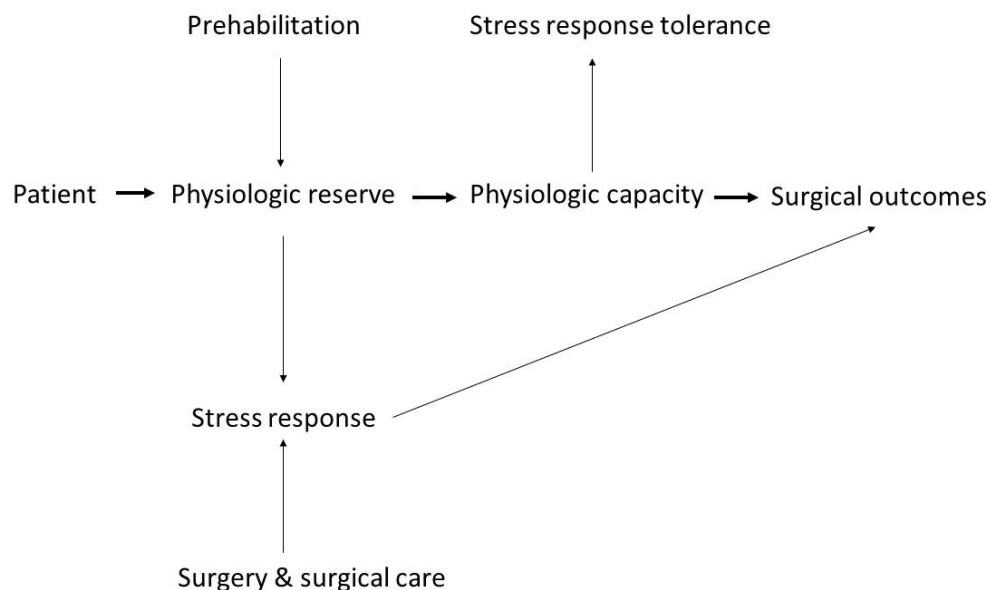 Prehabilitation
Stress response tolerance
Patient
Physiologic reserve
Physiologic capacity
Surgical outcomes
Stress response
Surgery & surgical care